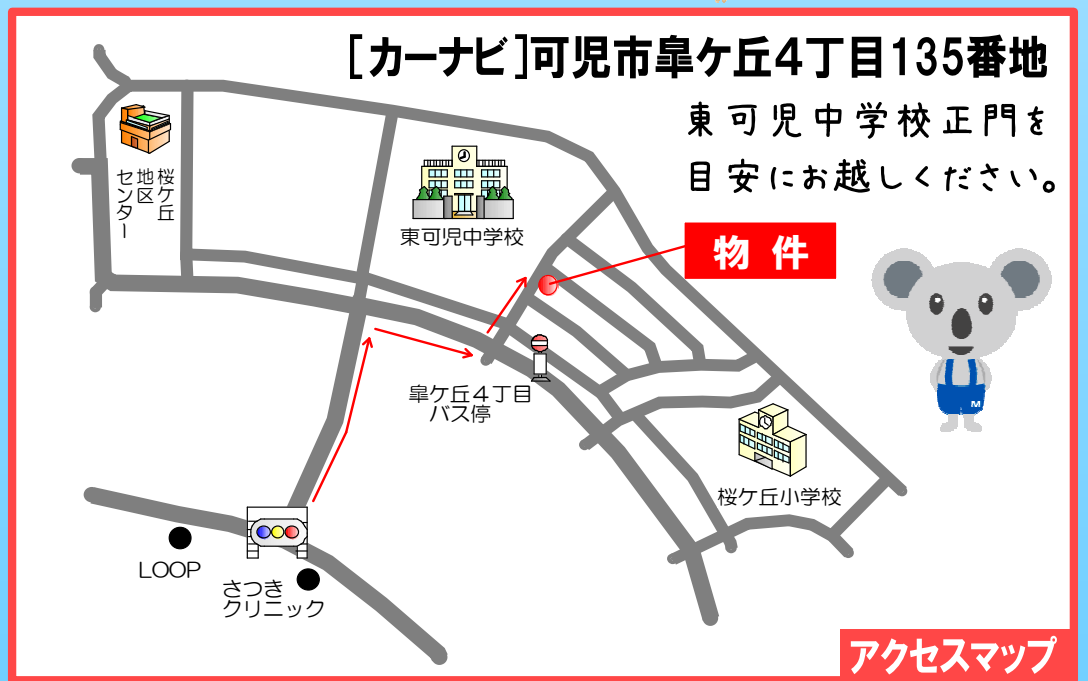 [カーナビ]可児市皐ケ丘４丁目135番地
東可児中学校正門を
目安にお越しください。
桜ケ丘
地区
センター
東可児中学校
物件
皐ケ丘４丁目
バス停
桜ケ丘小学校
M
LOOP
さつき
クリニック
アクセスマップ